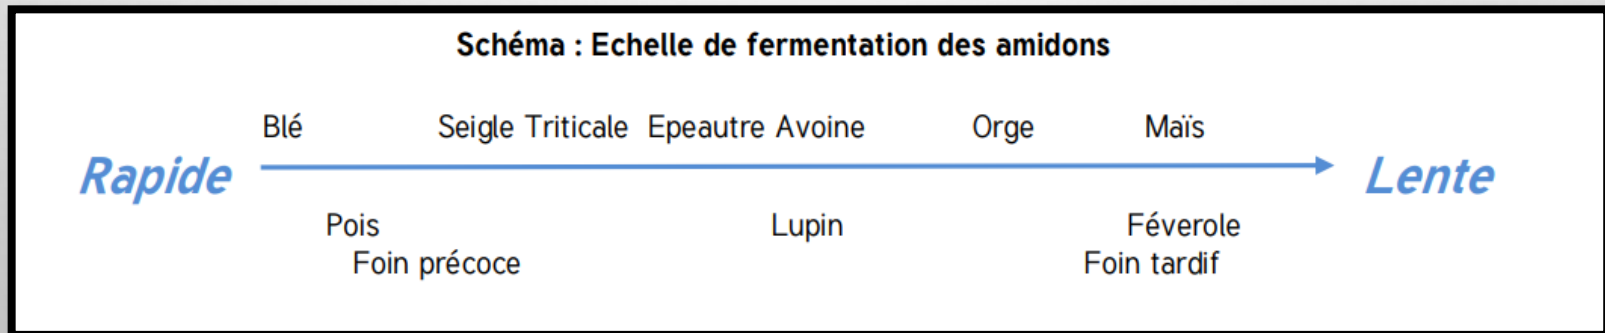 Schéma : Echelle de fermentation des amidons
Blé Seigle Triticale Epeautre Avoine Orge Maïs
Rapide Lente
Pois Lupin Féverole
Foin précoce Foin tardif